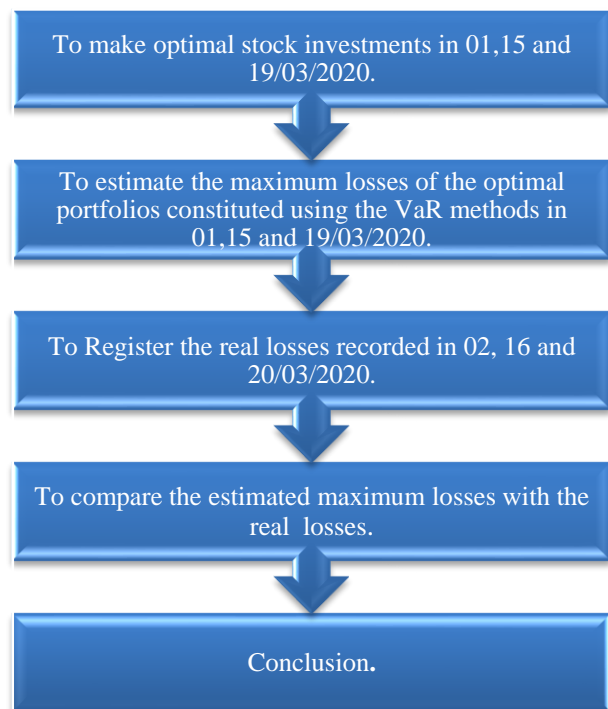 To make optimal stock investments in 01,15 and
19/03/2020.
To estimate the maximum losses of the optimal
portfolios constituted using the VaR methods in
01,15 and 19/03/2020.
To Register the real losses recorded in 02, 16 and
20/03/2020.
To compare the estimated maximum losses with the
real losses.
Conclusion.